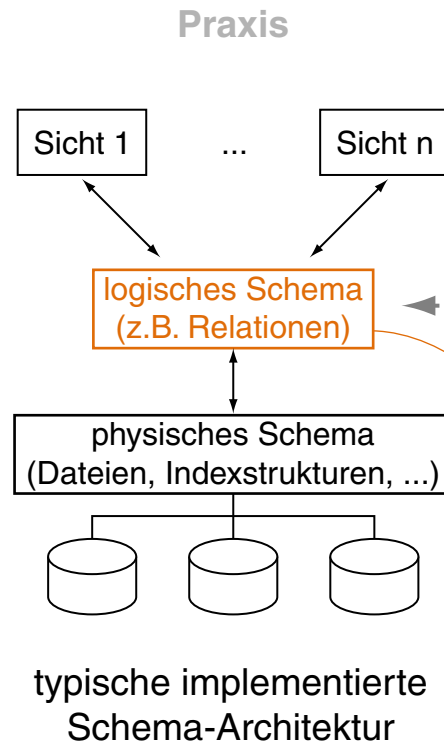 Praxis
Sicht 1 ... Sicht n
logisches Schema
(z.B. Relationen)
physisches Schema
(Dateien, Indexstrukturen, ...)
typische implementierte
Schema-Architektur